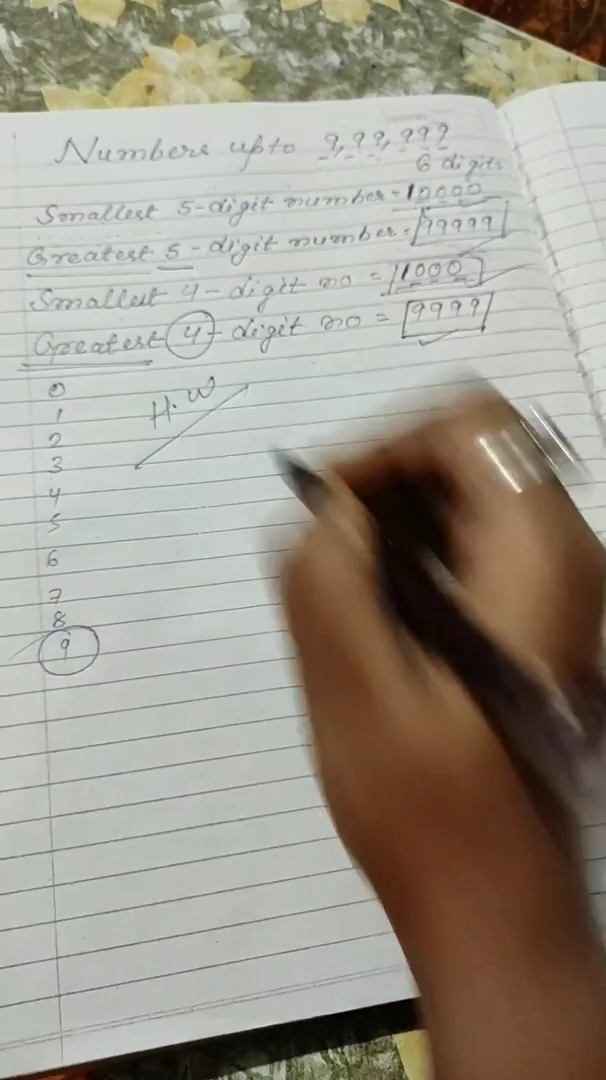 Numbers upto 9,99,999
6 digits
Smallest 5-digit number = 10000
Greatest 5-digit number = 99999
Smallest 4-digit no = 1000
Greatest 4-digit no = 9999
0
H.W
1
2
3
4
5
6
7
8
9